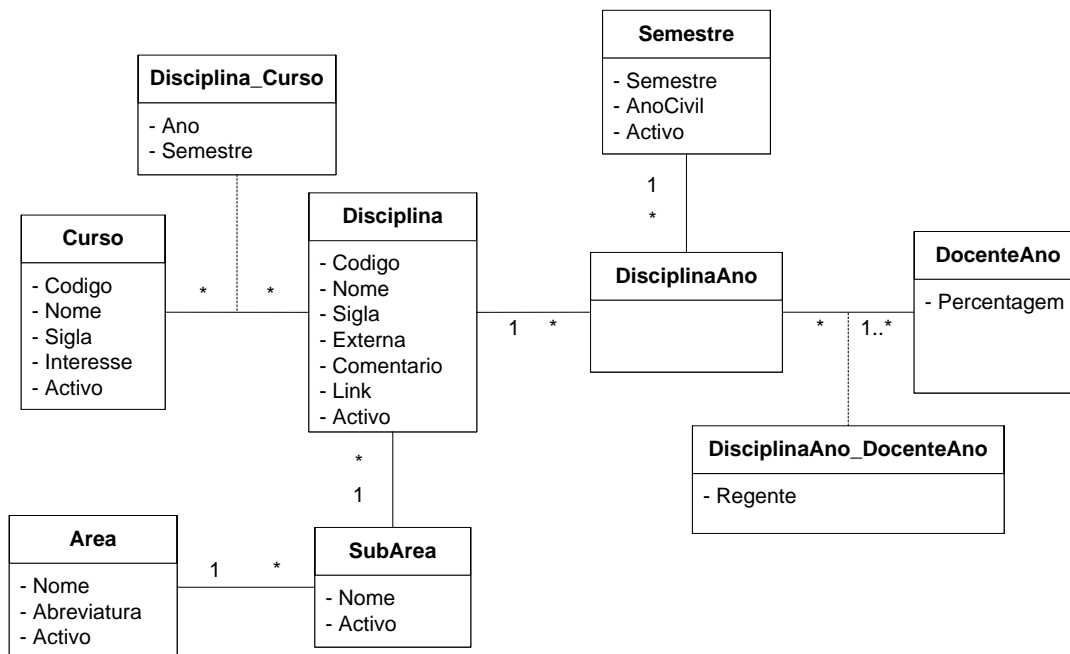 Semestre
- Semestre
- AnoCivil
- Activo
Disciplina_Curso
- Ano
- Semestre
1
*
Curso
- Codigo
- Nome
- Sigla
- Interesse
- Activo
* *
Disciplina
- Codigo
- Nome
- Sigla
- Externa
- Comentario
- Link
- Activo
1 *
DisciplinaAno
* 1..*
DocenteAno
- Percentagem
DisciplinaAno_DocenteAno
- Regente
*
1
Area
- Nome
- Abreviatura
- Activo
1 *
SubArea
- Nome
- Activo